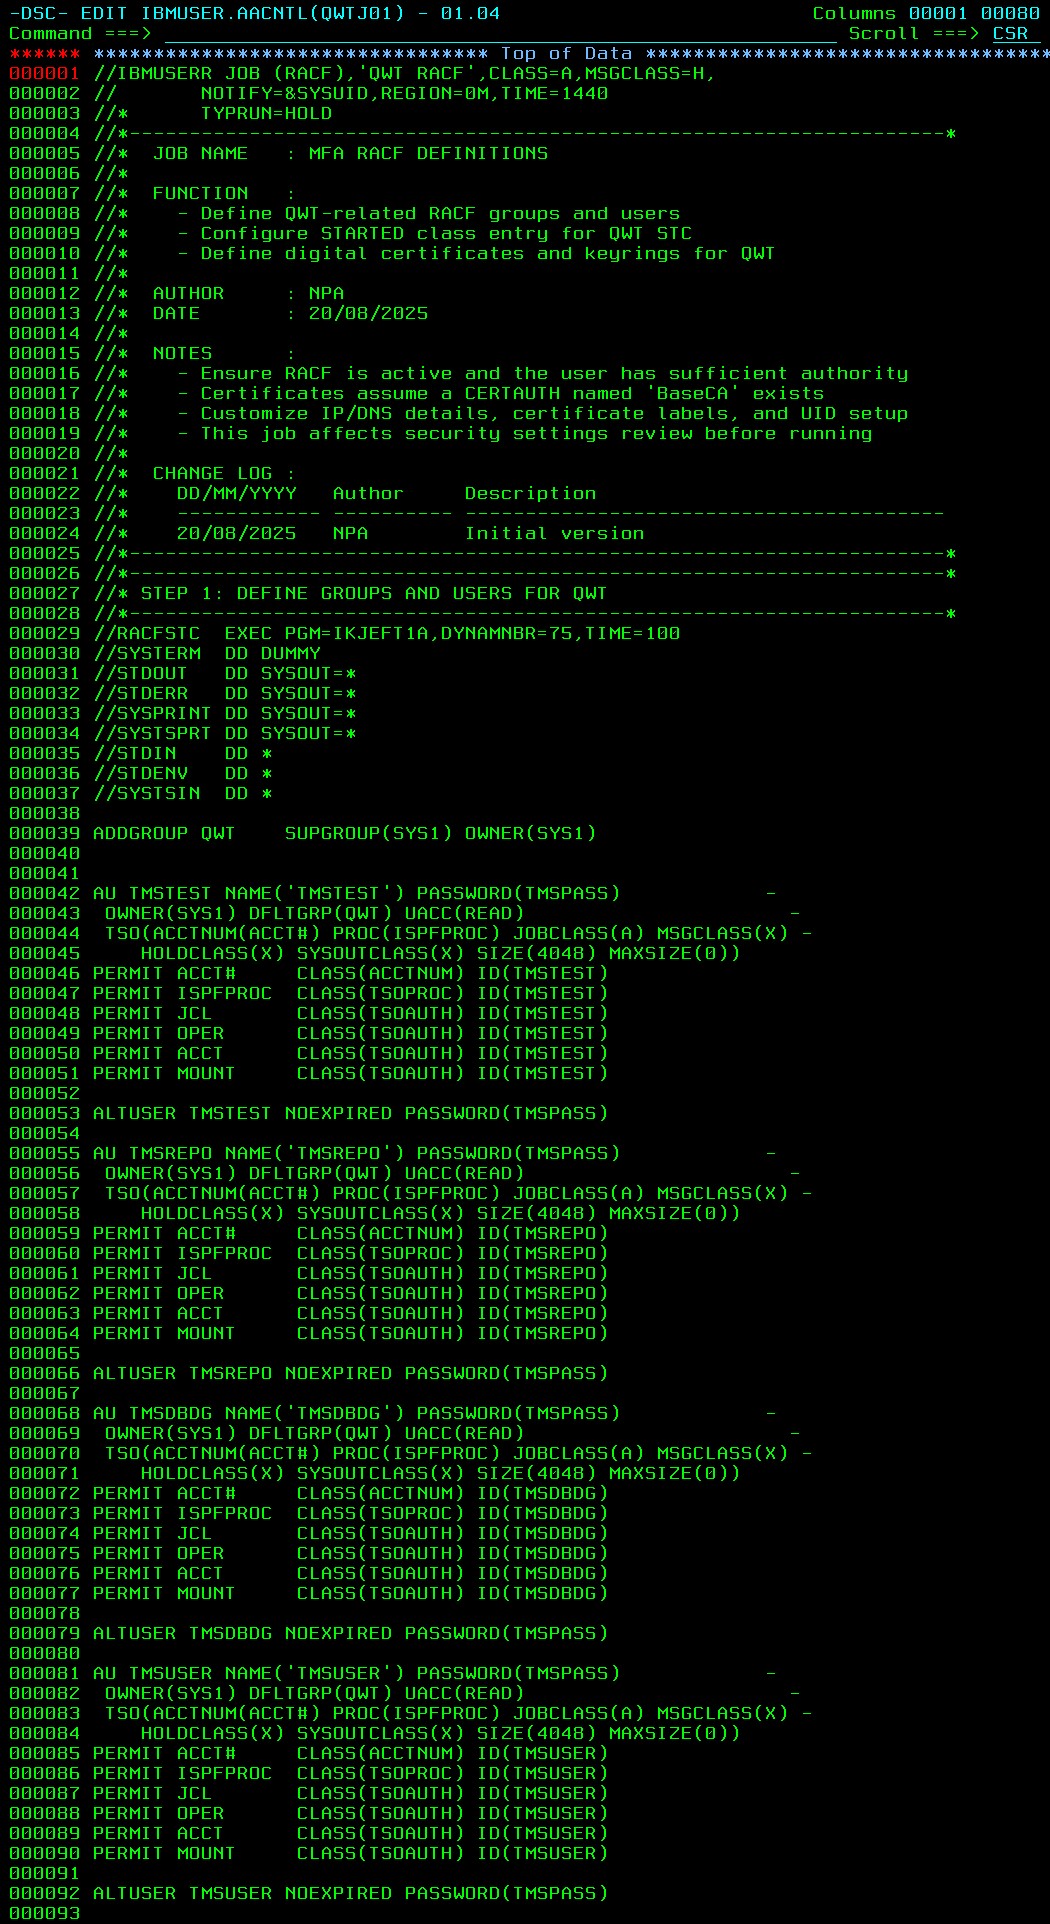 -DSC- EDIT IBMUSER.AACNTL(QWTJ01) - 01.04                          Columns 00001 00080
Command ===>                                                          Scroll ===> CSR
****** ********************************* Top of Data **********************************
000001 //IBMUSERR JOB (RACF),'QWT RACF',CLASS=A,MSGCLASS=H,
000002 //       NOTIFY=&SYSUID,REGION=0M,TIME=1440
000003 //*      TYPRUN=HOLD
000004 //*--------------------------------------------------------------------*
000005 //*  JOB NAME   : MFA RACF DEFINITIONS
000006 //*
000007 //*  FUNCTION   :
000008 //*    - Define QWT-related RACF groups and users
000009 //*    - Configure STARTED class entry for QWT STC
000010 //*    - Define digital certificates and keyrings for QWT
000011 //*
000012 //*  AUTHOR     : NPA
000013 //*  DATE       : 20/08/2025
000014 //*
000015 //*  NOTES      :
000016 //*    - Ensure RACF is active and the user has sufficient authority
000017 //*    - Certificates assume a CERTAUTH named 'BaseCA' exists
000018 //*    - Customize IP/DNS details, certificate labels, and UID setup
000019 //*    - This job affects security settings review before running
000020 //*
000021 //*  CHANGE LOG :
000022 //*    DD/MM/YYYY   Author     Description
000023 //*    ------------ ---------- ----------------------------------------
000024 //*    20/08/2025   NPA        Initial version
000025 //*--------------------------------------------------------------------*
000026 //*--------------------------------------------------------------------*
000027 //* STEP 1: DEFINE GROUPS AND USERS FOR QWT
000028 //*--------------------------------------------------------------------*
000029 //RACFSTC  EXEC PGM=IKJEFT1A,DYNAMNBR=75,TIME=100
000030 //SYSTERM  DD DUMMY
000031 //STDOUT   DD SYSOUT=*
000032 //STDERR   DD SYSOUT=*
000033 //SYSPRINT DD SYSOUT=*
000034 //SYSTSPRT DD SYSOUT=*
000035 //STDIN    DD *
000036 //STDENV   DD *
000037 //SYSTSIN  DD *
000038
000039 ADDGROUP QWT    SUPGROUP(SYS1) OWNER(SYS1)
000040
000041
000042 AU TMSTEST NAME('TMSTEST') PASSWORD(TMSPASS)            -
000043  OWNER(SYS1) DFLTGRP(QWT) UACC(READ)                      -
000044  TSO(ACCTNUM(ACCT#) PROC(ISPFPROC) JOBCLASS(A) MSGCLASS(X) -
000045     HOLDCLASS(X) SYSOUTCLASS(X) SIZE(4048) MAXSIZE(0))
000046 PERMIT ACCT#     CLASS(ACCTNUM) ID(TMSTEST)
000047 PERMIT ISPFPROC  CLASS(TSOPROC) ID(TMSTEST)
000048 PERMIT JCL       CLASS(TSOAUTH) ID(TMSTEST)
000049 PERMIT OPER      CLASS(TSOAUTH) ID(TMSTEST)
000050 PERMIT ACCT      CLASS(TSOAUTH) ID(TMSTEST)
000051 PERMIT MOUNT     CLASS(TSOAUTH) ID(TMSTEST)
000052
000053 ALTUSER TMSTEST NOEXPIRED PASSWORD(TMSPASS)
000054
000055 AU TMSREPO NAME('TMSREPO') PASSWORD(TMSPASS)            -
000056  OWNER(SYS1) DFLTGRP(QWT) UACC(READ)                      -
000057  TSO(ACCTNUM(ACCT#) PROC(ISPFPROC) JOBCLASS(A) MSGCLASS(X) -
000058     HOLDCLASS(X) SYSOUTCLASS(X) SIZE(4048) MAXSIZE(0))
000059 PERMIT ACCT#     CLASS(ACCTNUM) ID(TMSREPO)
000060 PERMIT ISPFPROC  CLASS(TSOPROC) ID(TMSREPO)
000061 PERMIT JCL       CLASS(TSOAUTH) ID(TMSREPO)
000062 PERMIT OPER      CLASS(TSOAUTH) ID(TMSREPO)
000063 PERMIT ACCT      CLASS(TSOAUTH) ID(TMSREPO)
000064 PERMIT MOUNT     CLASS(TSOAUTH) ID(TMSREPO)
000065
000066 ALTUSER TMSREPO NOEXPIRED PASSWORD(TMSPASS)
000067
000068 AU TMSDBDG NAME('TMSDBDG') PASSWORD(TMSPASS)            -
000069  OWNER(SYS1) DFLTGRP(QWT) UACC(READ)                      -
000070  TSO(ACCTNUM(ACCT#) PROC(ISPFPROC) JOBCLASS(A) MSGCLASS(X) -
000071     HOLDCLASS(X) SYSOUTCLASS(X) SIZE(4048) MAXSIZE(0))
000072 PERMIT ACCT#     CLASS(ACCTNUM) ID(TMSDBDG)
000073 PERMIT ISPFPROC  CLASS(TSOPROC) ID(TMSDBDG)
000074 PERMIT JCL       CLASS(TSOAUTH) ID(TMSDBDG)
000075 PERMIT OPER      CLASS(TSOAUTH) ID(TMSDBDG)
000076 PERMIT ACCT      CLASS(TSOAUTH) ID(TMSDBDG)
000077 PERMIT MOUNT     CLASS(TSOAUTH) ID(TMSDBDG)
000078
000079 ALTUSER TMSDBDG NOEXPIRED PASSWORD(TMSPASS)
000080
000081 AU TMSUSER NAME('TMSUSER') PASSWORD(TMSPASS)            -
000082  OWNER(SYS1) DFLTGRP(QWT) UACC(READ)                      -
000083  TSO(ACCTNUM(ACCT#) PROC(ISPFPROC) JOBCLASS(A) MSGCLASS(X) -
000084     HOLDCLASS(X) SYSOUTCLASS(X) SIZE(4048) MAXSIZE(0))
000085 PERMIT ACCT#     CLASS(ACCTNUM) ID(TMSUSER)
000086 PERMIT ISPFPROC  CLASS(TSOPROC) ID(TMSUSER)
000087 PERMIT JCL       CLASS(TSOAUTH) ID(TMSUSER)
000088 PERMIT OPER      CLASS(TSOAUTH) ID(TMSUSER)
000089 PERMIT ACCT      CLASS(TSOAUTH) ID(TMSUSER)
000090 PERMIT MOUNT     CLASS(TSOAUTH) ID(TMSUSER)
000091
000092 ALTUSER TMSUSER NOEXPIRED PASSWORD(TMSPASS)
000093